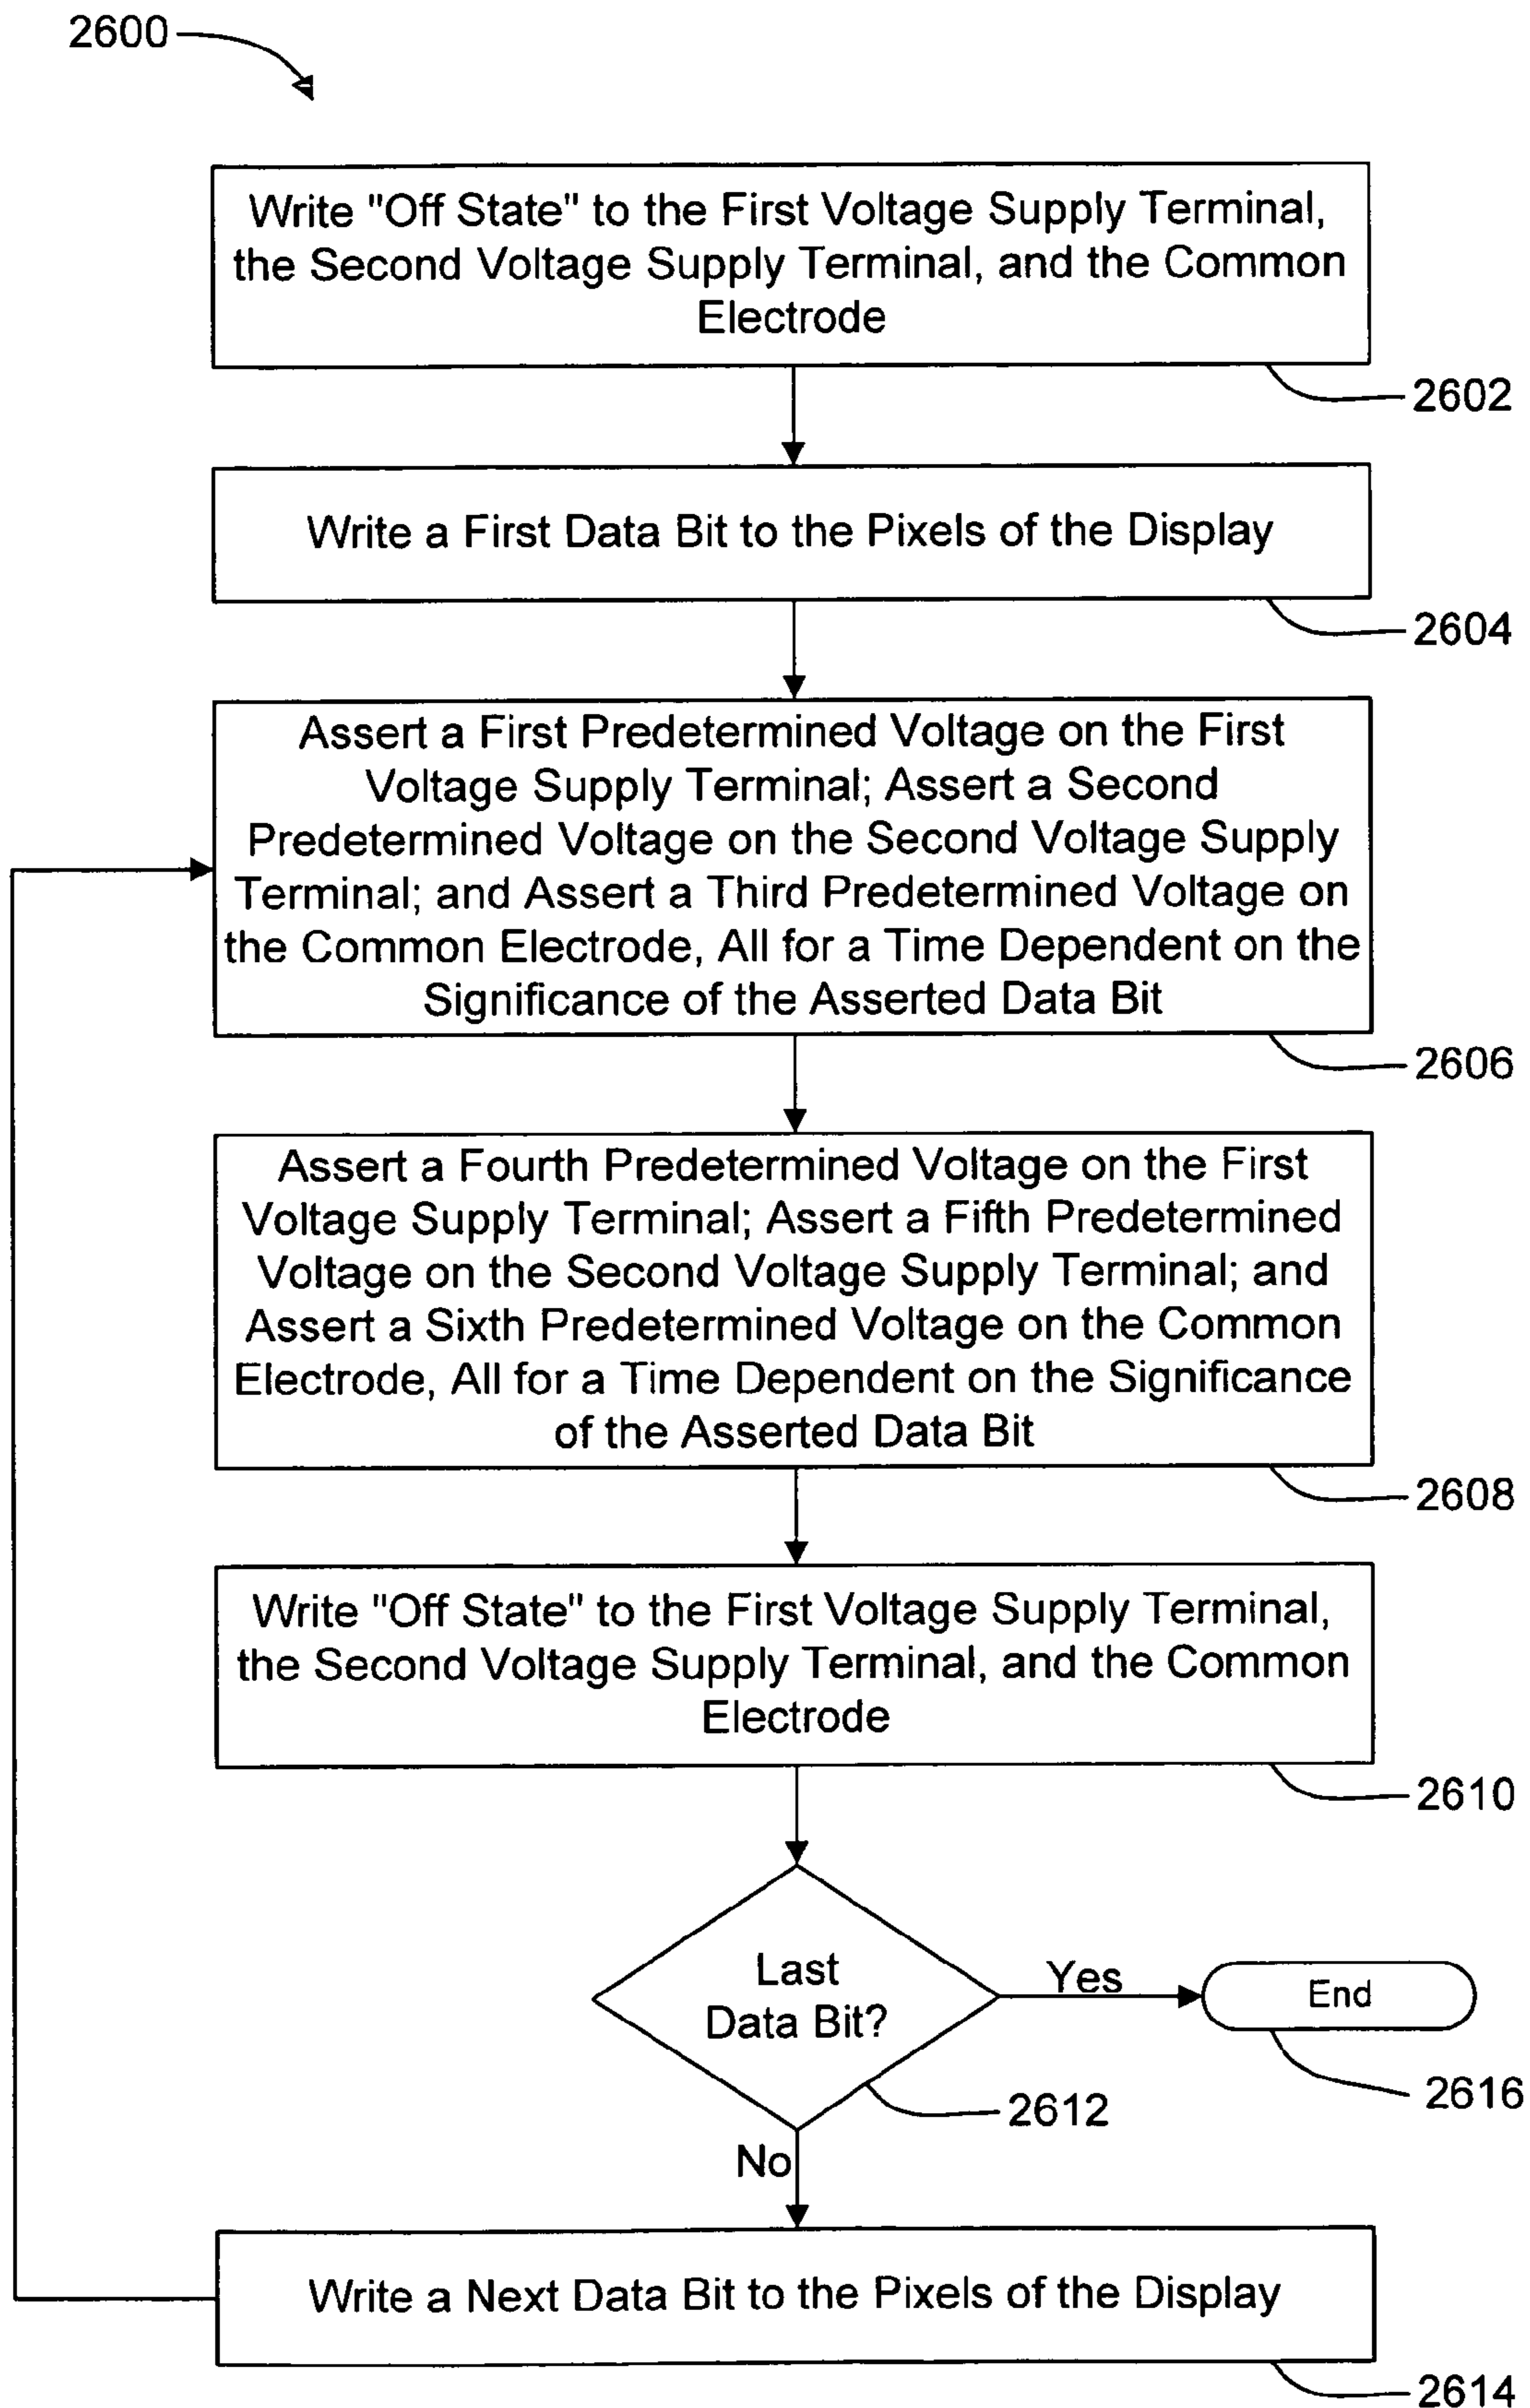 2600
Write "Off State" to the First Voltage Supply Terminal,
the Second Voltage Supply Terminal, and the Common
Electrode
2602
Write a First Data Bit to the Pixels of the Display
2604
Assert a First Predetermined Voltage on the First
Voltage Supply Terminal; Assert a Second
Predetermined Voltage on the Second Voltage Supply
Terminal; and Assert a Third Predetermined Voltage on
the Common Electrode, All for a Time Dependent on the
Significance of the Asserted Data Bit
2606
Assert a Fourth Predetermined Voltage on the First
Voltage Supply Terminal; Assert a Fifth Predetermined
Voltage on the Second Voltage Supply Terminal; and
Assert a Sixth Predetermined Voltage on the Common
Electrode, All for a Time Dependent on the Significance
of the Asserted Data Bit
2608
Write "Off State" to the First Voltage Supply Terminal,
the Second Voltage Supply Terminal, and the Common
Electrode
2610
Last
Data Bit?
Yes
End
2616
2612
No
Write a Next Data Bit to the Pixels of the Display
2614